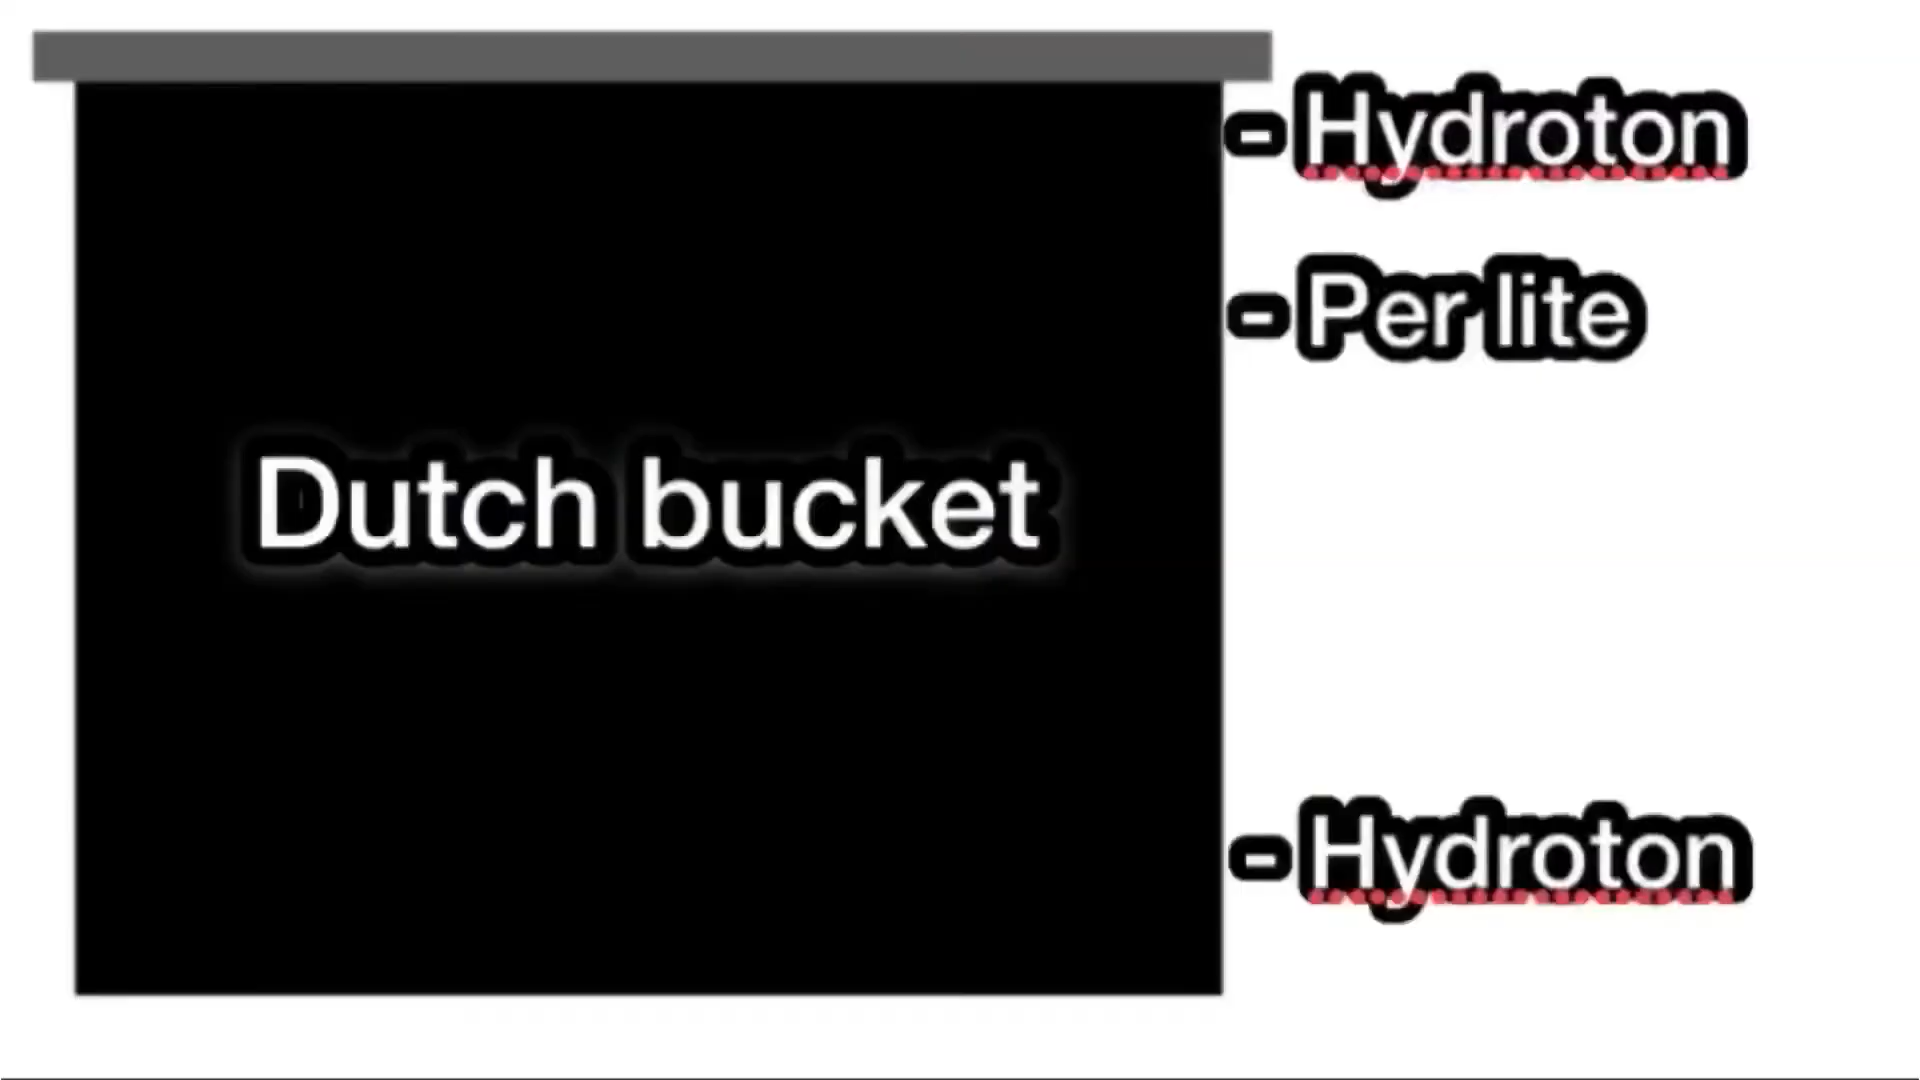 - Hydroton
- Per lite
Dutch bucket
- Hydroton